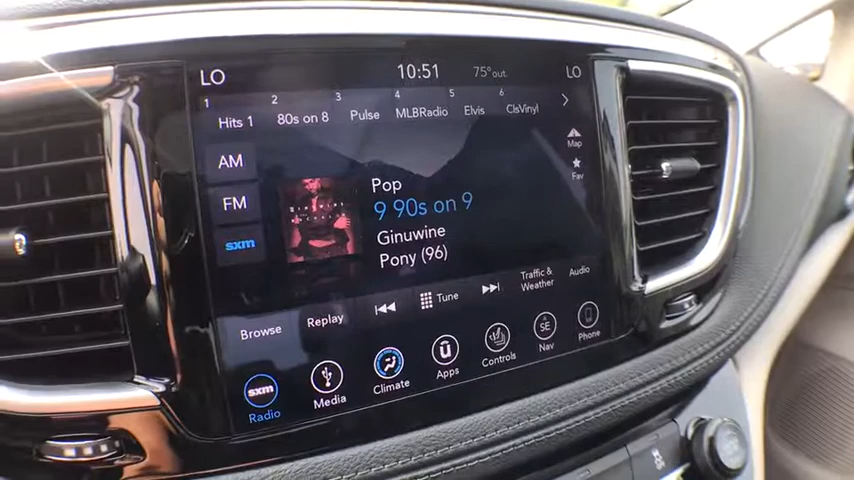 LO 10:51 75°out. LO
1 2 3 4 5 6
Hits 1 80s on 8 Pulse MLBRadio Elvis ClsVinyl
AM
Map
FM
Fav
sxm
Pop
9 90s on 9
Ginuwine
Pony (96)
Browse Replay Tune Traffic & Weather Audio
sxm
SE
Radio Media Climate Apps Controls Nav Phone